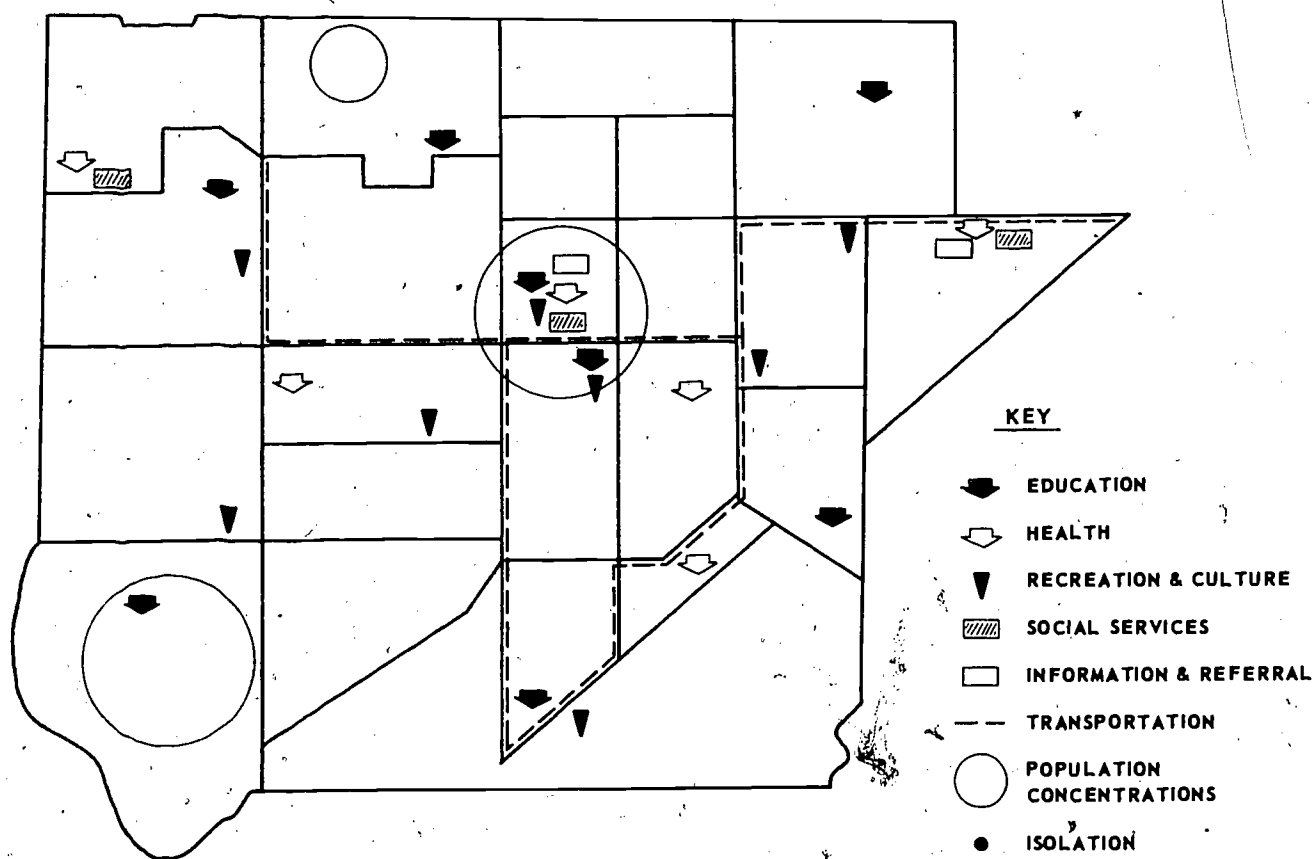 KEY
EDUCATION
HEALTH
RECREATION & CULTURE
SOCIAL SERVICES
INFORMATION & REFERRAL
TRANSPORTATION
POPULATION
CONCENTRATIONS
ISOLATION